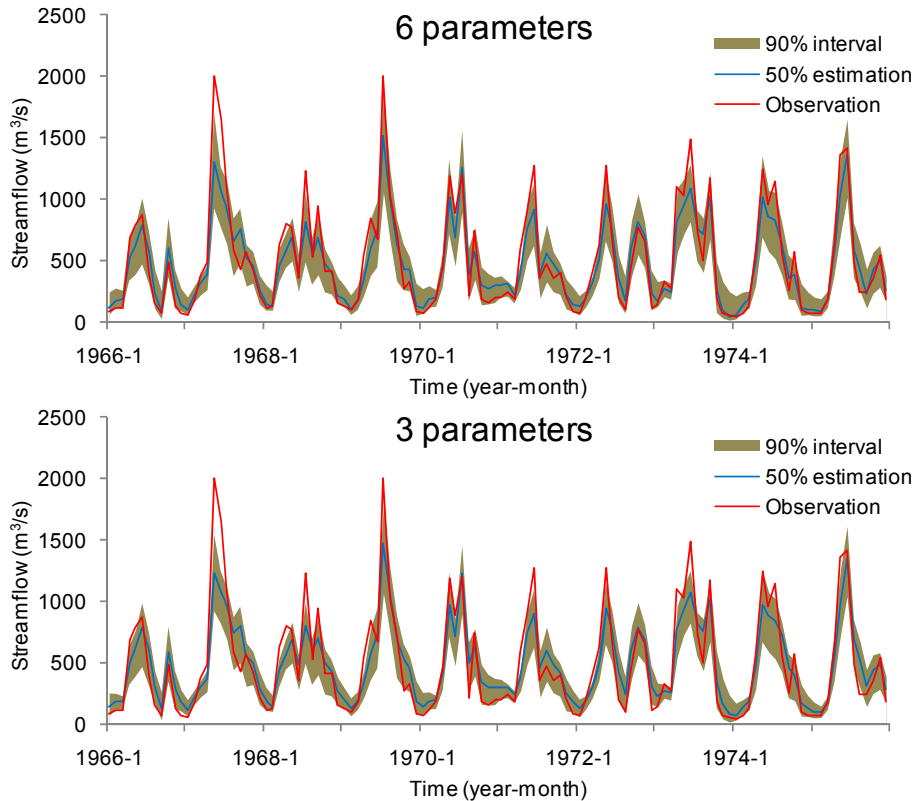 6 parameters
90% interval
50% estimation
Observation
Streamflow (m³/s)
2500
2000
1500
1000
500
0
1966-1
1968-1
1970-1
1972-1
1974-1
Time (year-month)
3 parameters
90% interval
50% estimation
Observation
Streamflow (m³/s)
2500
2000
1500
1000
500
0
1966-1
1968-1
1970-1
1972-1
1974-1
Time (year-month)